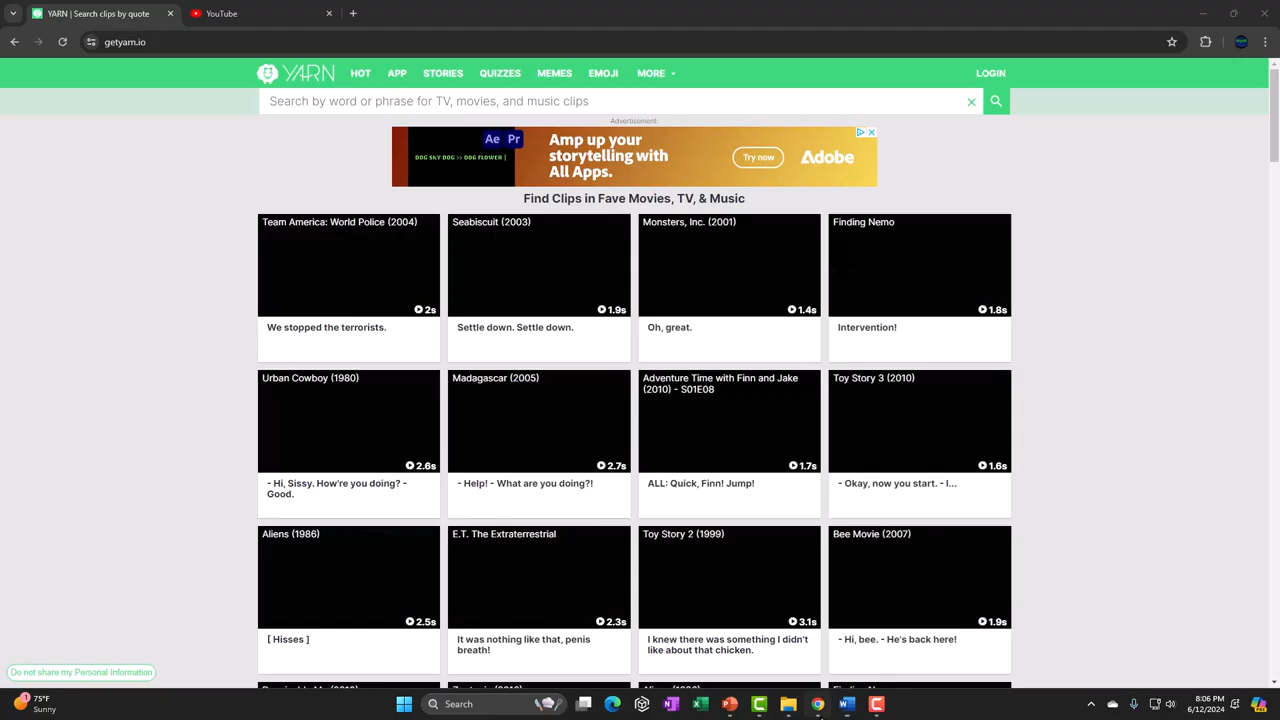 YARN | Search clips by quote
YouTube
getyarn.io
YARN HOT APP STORIES QUIZZES MEMES EMOJI MORE LOGIN
Search by word or phrase for TV, movies, and music clips
Advertisement:
Ae Pr
DOG SKY DOG >> DOG FLOWER |
Amp up your
storytelling with
All Apps.
Try now
Adobe
Find Clips in Fave Movies, TV, & Music
Team America: World Police (2004)
2s
We stopped the terrorists.
Seabiscuit (2003)
1.9s
Settle down. Settle down.
Monsters, Inc. (2001)
1.4s
Oh, great.
Finding Nemo
1.8s
Intervention!
Urban Cowboy (1980)
2.6s
- Hi, Sissy. How're you doing? -
Good.
Madagascar (2005)
2.7s
- Help! - What are you doing?!
Adventure Time with Finn and Jake
(2010) - S01E08
1.7s
ALL: Quick, Finn! Jump!
Toy Story 3 (2010)
1.6s
- Okay, now you start. - I...
Aliens (1986)
2.5s
[ Hisses ]
E.T. The Extraterrestrial
2.3s
It was nothing like that, penis
breath!
Toy Story 2 (1999)
3.1s
I knew there was something I didn't
like about that chicken.
Bee Movie (2007)
1.9s
- Hi, bee. - He's back here!
Do not share my Personal Information
75°F
Sunny
Search
8:06 PM
6/12/2024